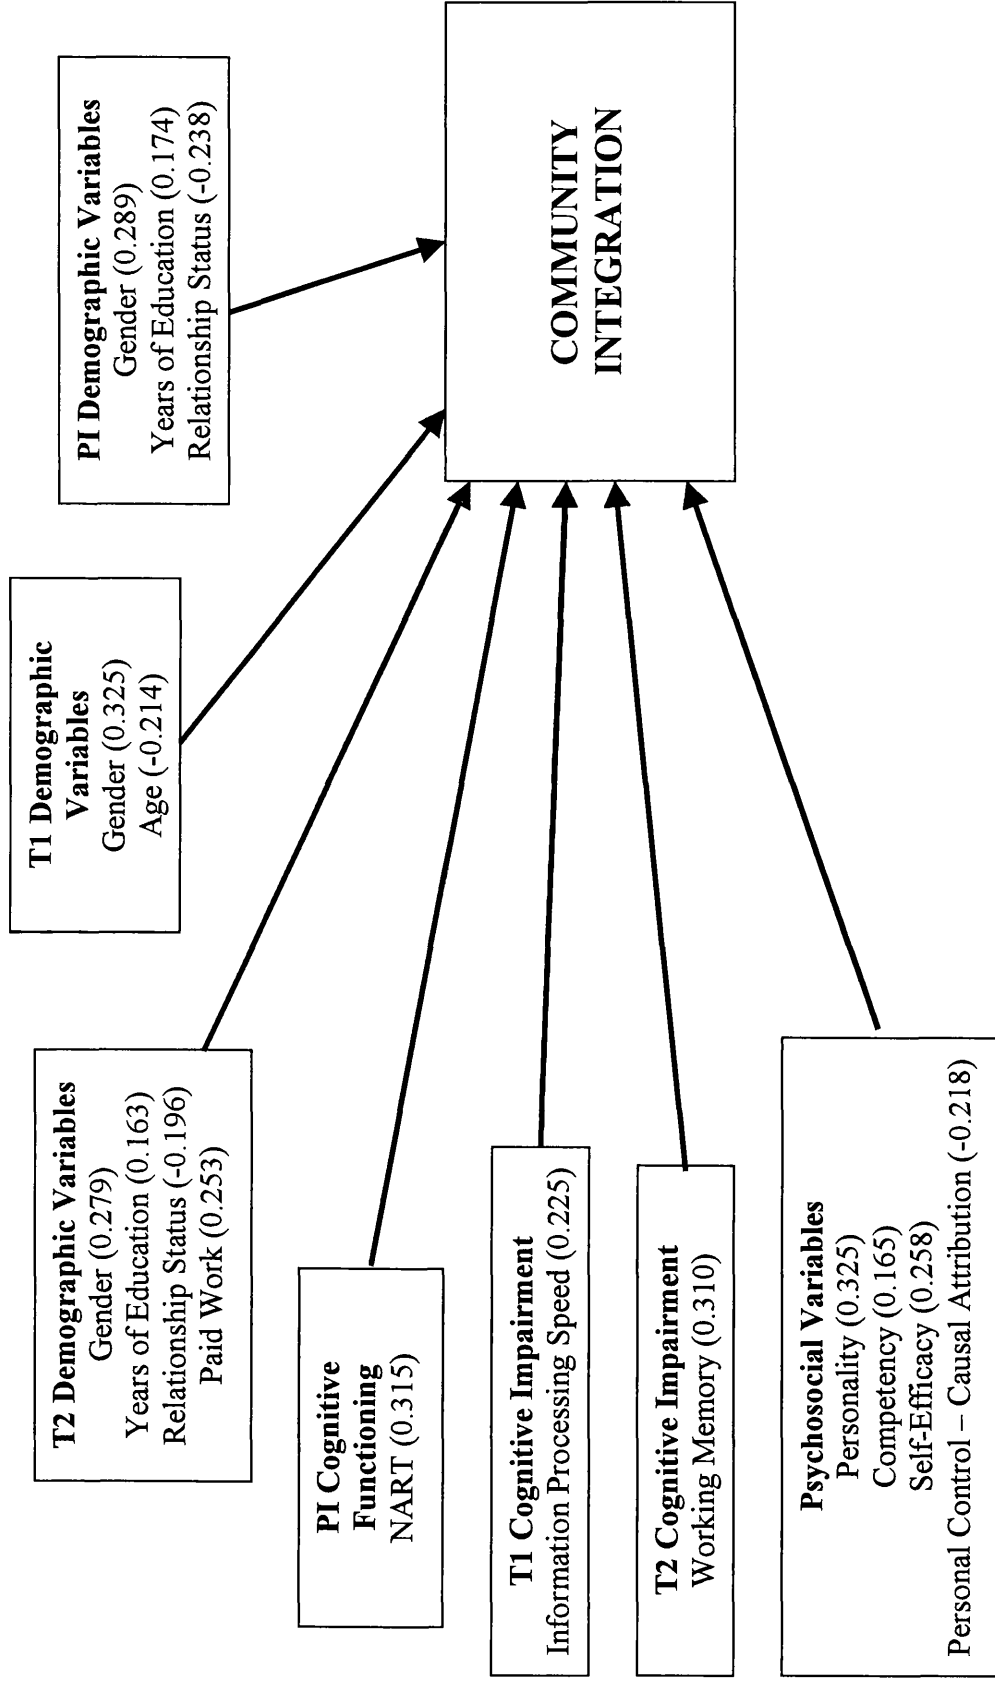 PI Demographic Variables
Gender (0.289)
Years of Education (0.174)
Relationship Status (-0.238)
T1 Demographic
Variables
Gender (0.325)
Age (-0.214)
T2 Demographic Variables
Gender (0.279)
Years of Education (0.163)
Relationship Status (-0.196)
Paid Work (0.253)
PI Cognitive
Functioning
NART (0.315)
T1 Cognitive Impairment
Information Processing Speed (0.225)
T2 Cognitive Impairment
Working Memory (0.310)
Psychosocial Variables
Personality (0.325)
Competency (0.165)
Self-Efficacy (0.258)
Personal Control – Causal Attribution (-0.218)
COMMUNITY
INTEGRATION